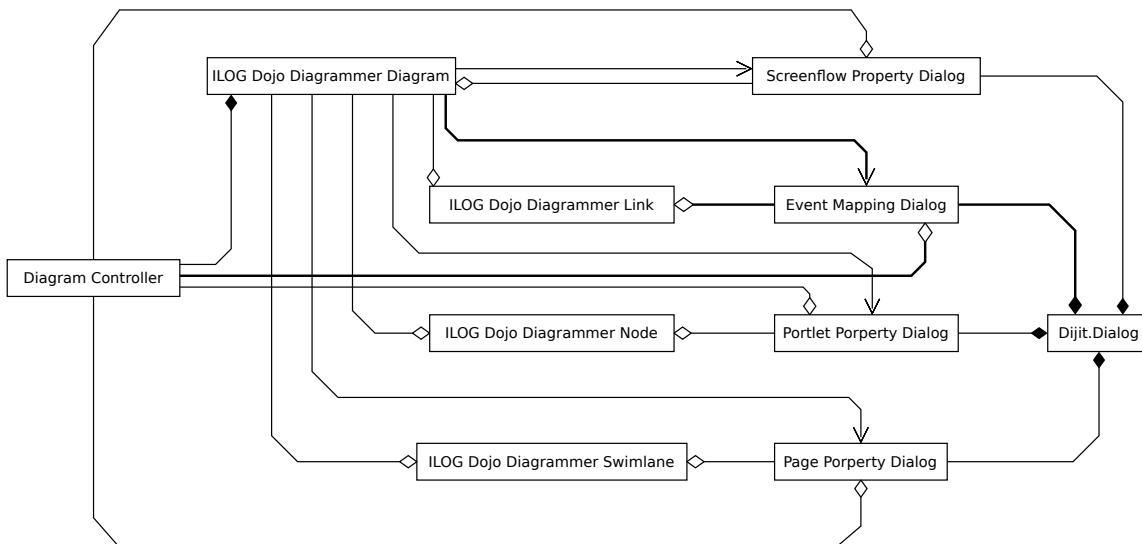 ILOG Dojo Diagrammer Diagram
Screenflow Property Dialog
ILOG Dojo Diagrammer Link
Event Mapping Dialog
Diagram Controller
ILOG Dojo Diagrammer Node
Portlet Porperty Dialog
Dijit.Dialog
ILOG Dojo Diagrammer Swimlane
Page Porperty Dialog